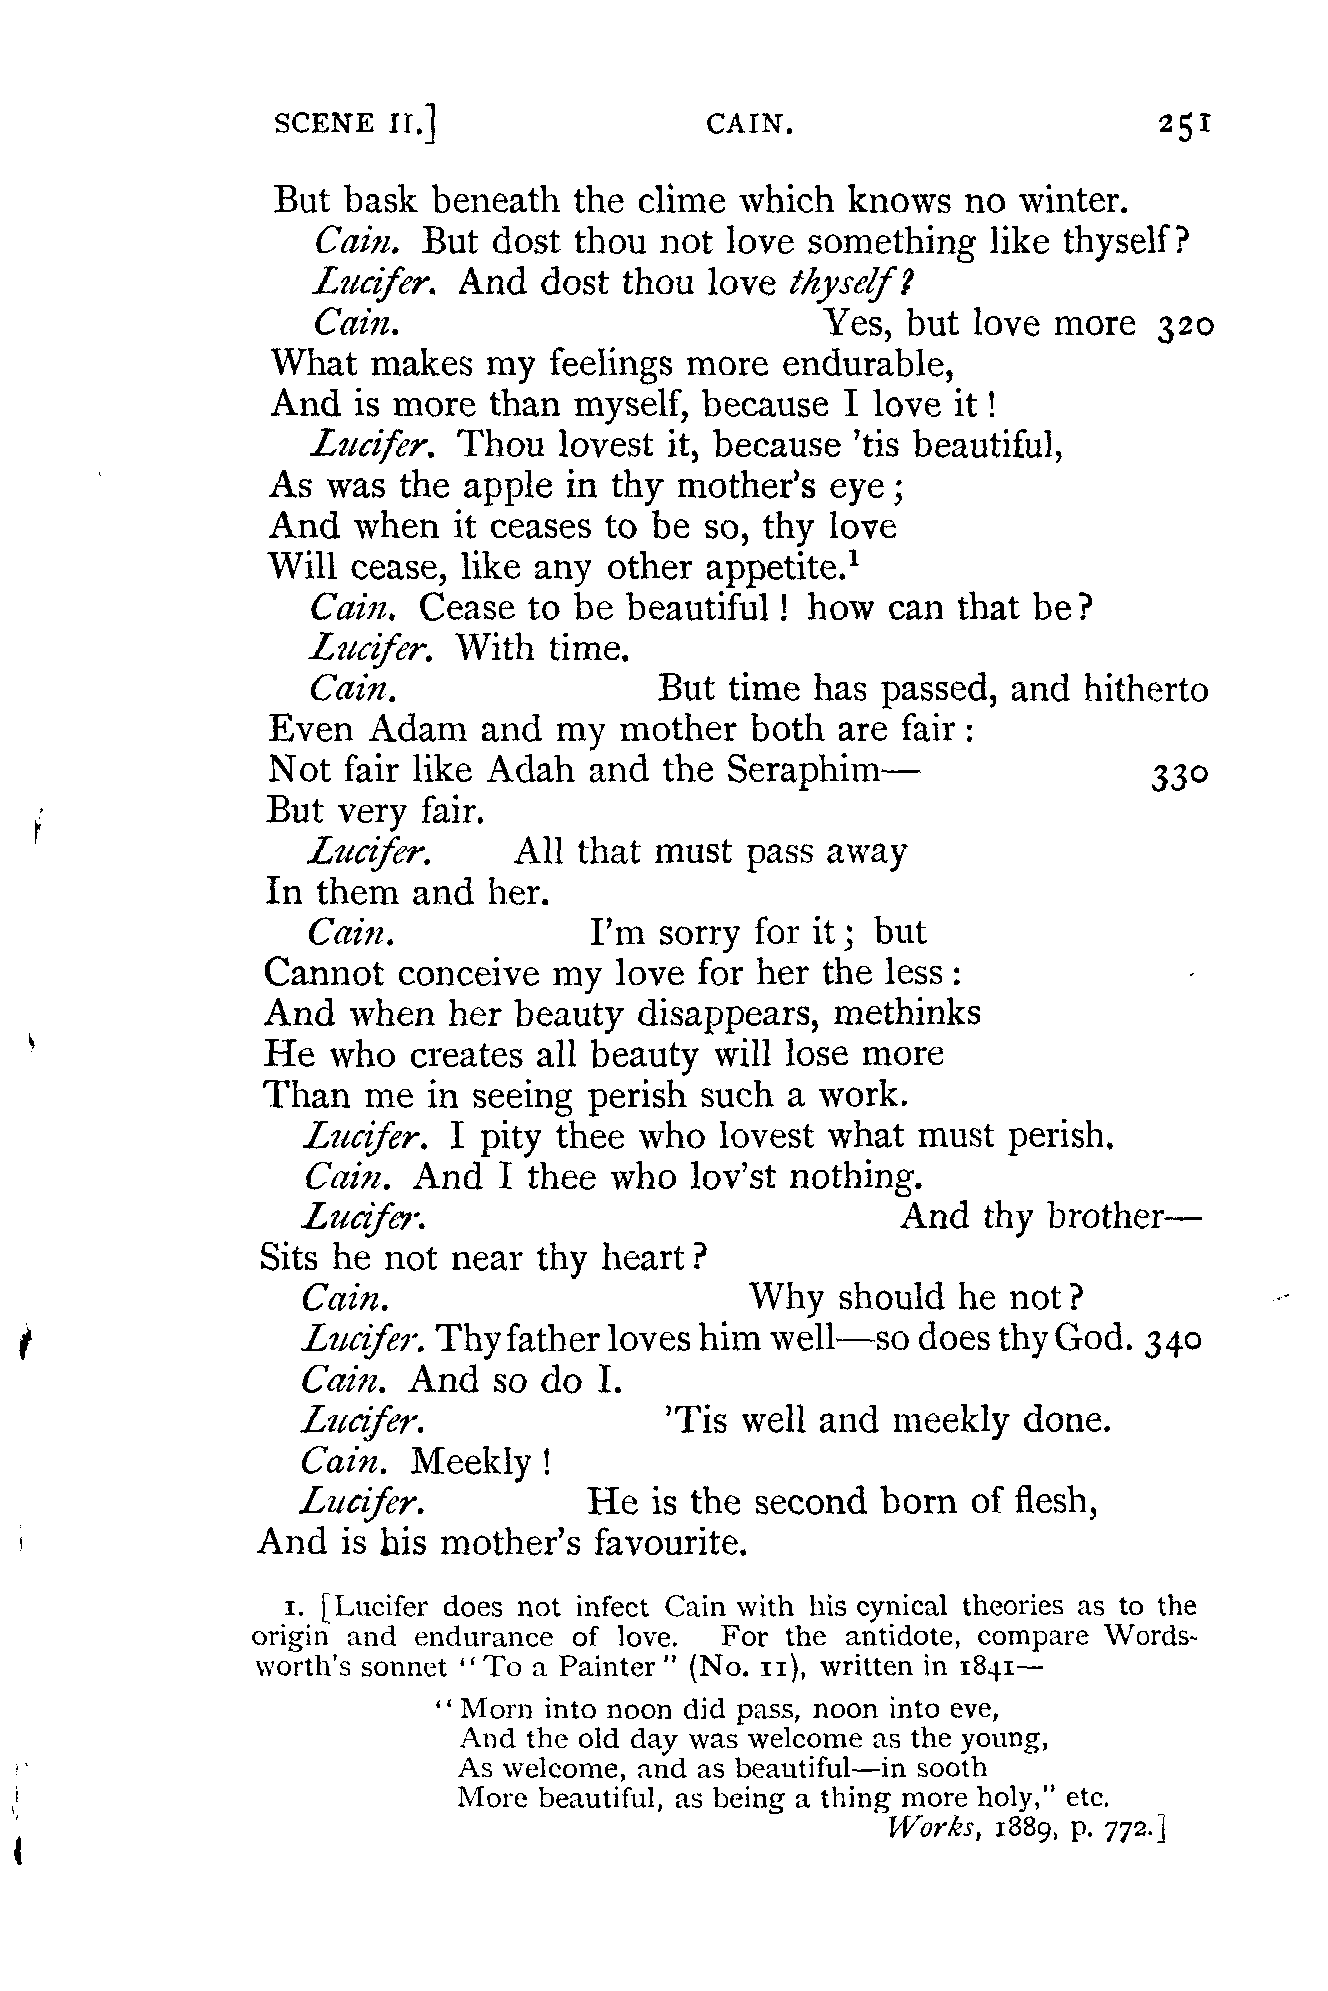 SCENE II.] CAIN. 251
But bask beneath the clime which knows no winter.
Cain. But dost thou not love something like thyself?
Lucifer. And dost thou love thyself?
Cain. Yes, but love more 320
What makes my feelings more endurable,
And is more than myself, because I love it!
Lucifer. Thou lovest it, because 'tis beautiful,
As was the apple in thy mother's eye;
And when it ceases to be so, thy love
Will cease, like any other appetite.¹
Cain. Cease to be beautiful! how can that be?
Lucifer. With time.
Cain. But time has passed, and hitherto
Even Adam and my mother both are fair:
Not fair like Adah and the Seraphim— 330
But very fair.
Lucifer. All that must pass away
In them and her.
Cain. I'm sorry for it; but
Cannot conceive my love for her the less:
And when her beauty disappears, methinks
He who creates all beauty will lose more
Than me in seeing perish such a work.
Lucifer. I pity thee who lovest what must perish.
Cain. And I thee who lov'st nothing.
Lucifer. And thy brother—
Sits he not near thy heart?
Cain. Why should he not?
Lucifer. Thy father loves him well—so does thy God. 340
Cain. And so do I.
Lucifer. 'Tis well and meekly done.
Cain. Meekly!
Lucifer. He is the second born of flesh,
And is his mother's favourite.
1. [Lucifer does not infect Cain with his cynical theories as to the
origin and endurance of love. For the antidote, compare Words-
worth's sonnet "To a Painter" (No. 11), written in 1841—
"Morn into noon did pass, noon into eve,
And the old day was welcome as the young,
As welcome, and as beautiful—in sooth
More beautiful, as being a thing more holy," etc.
Works, 1889, p. 772.]